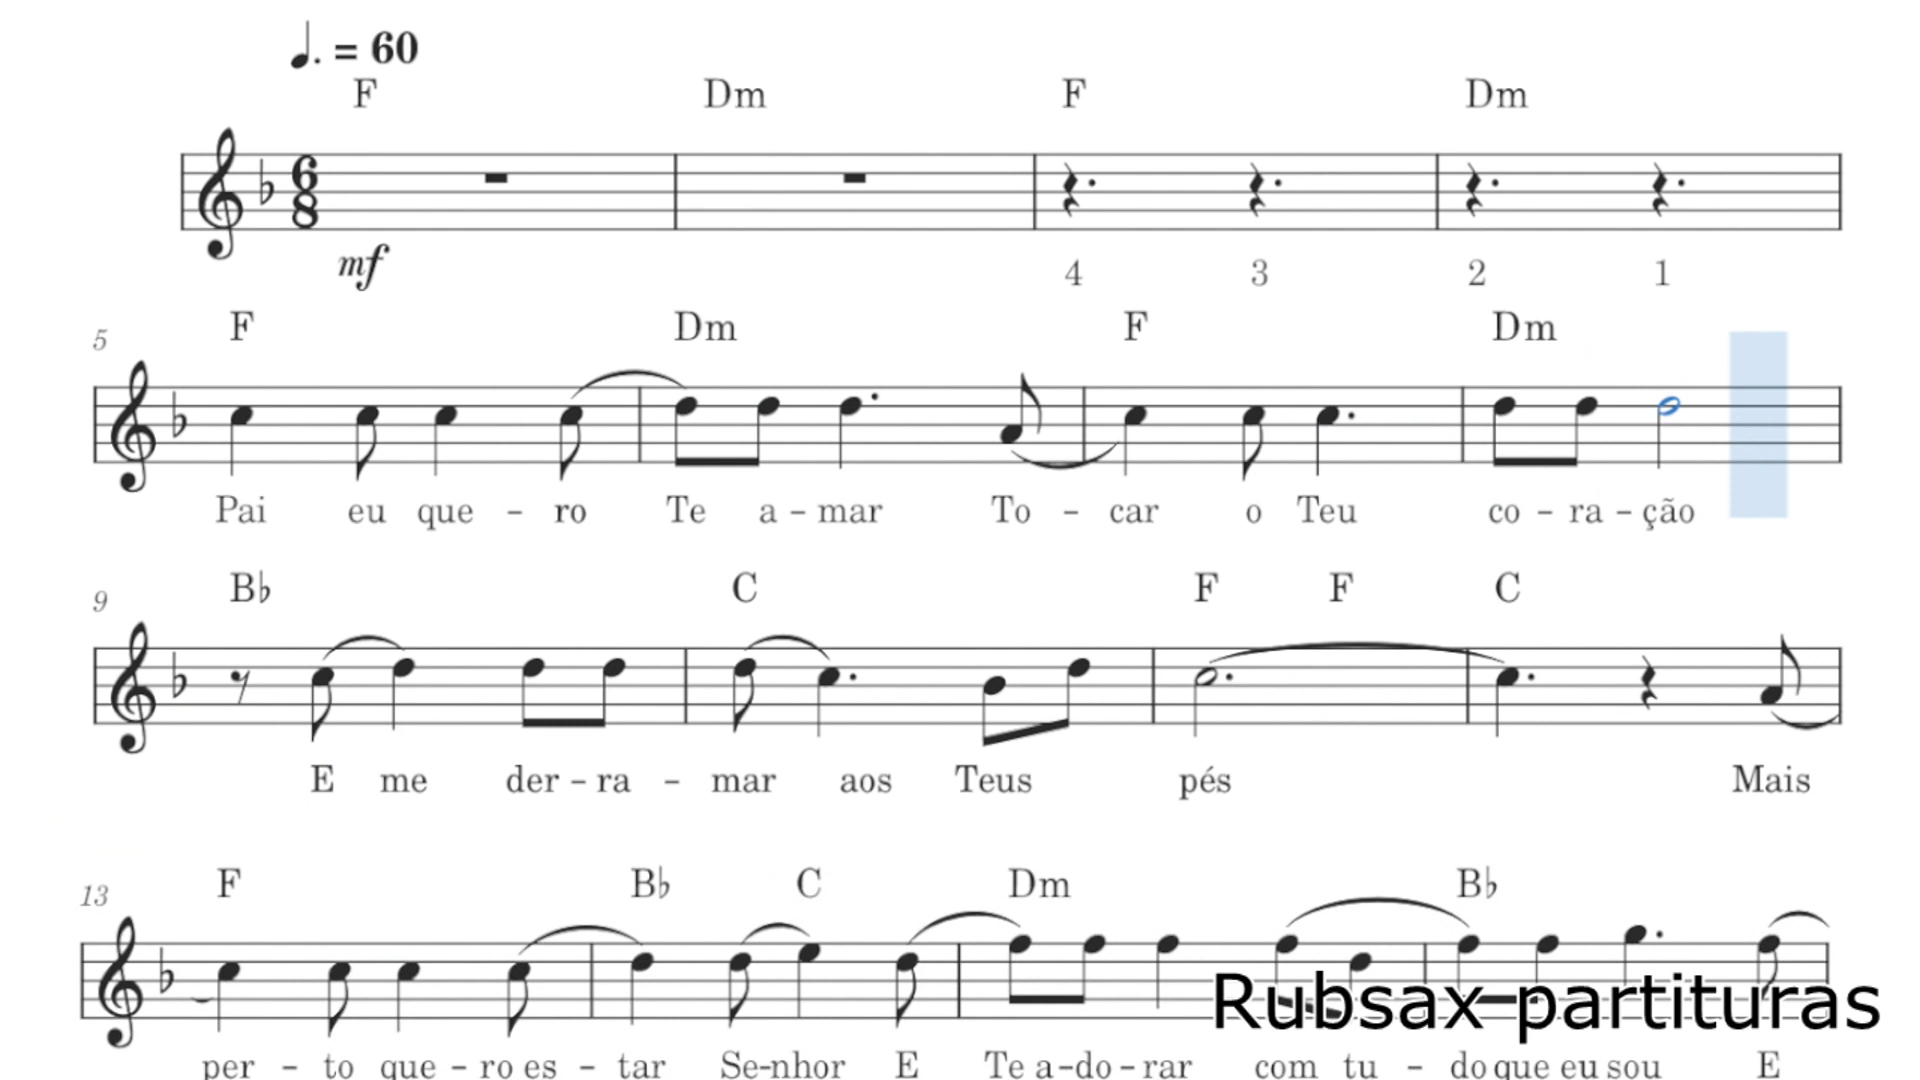 ♩. = 60
F Dm F Dm
6 8
mf 4 3 2 1
5 F Dm F Dm
Pai eu que - ro Te a - mar To - car o Teu co - ra - ção
9 B♭ C F F C
E me der - ra - mar aos Teus pés Mais
13 F B♭ C Dm B♭
per - to que - ro es - tar Se-nhor E Te a-do-rar com tu - do que eu sou E
Rubsax partituras